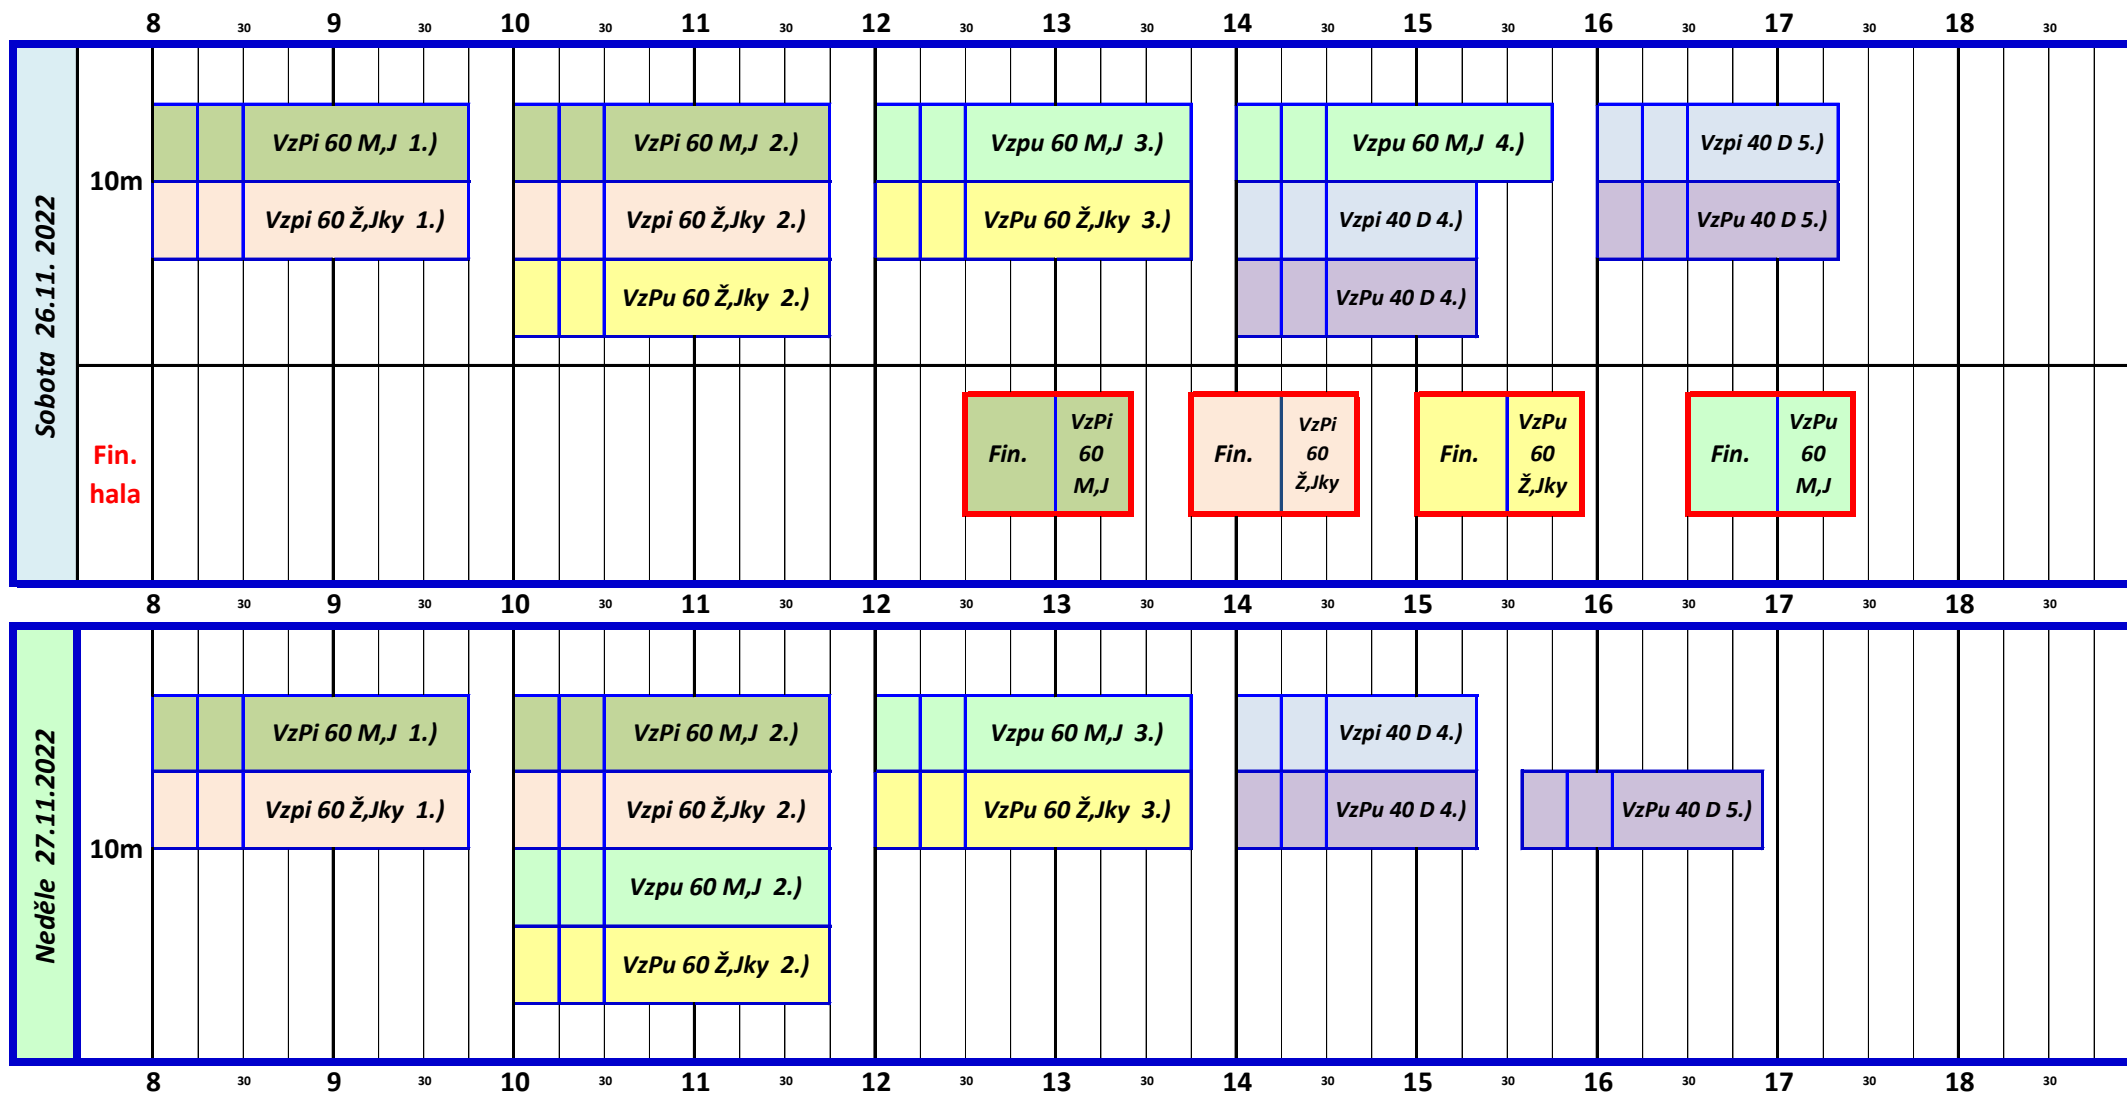 8 30 9 30 10 30 11 30 12 30 13 30 14 30 15 30 16 30 17 30 18 30
Sobota 26.11. 2022
10m
VzPi 60 M,J 1.) VzPi 60 M,J 2.) Vzpu 60 M,J 3.) Vzpu 60 M,J 4.) Vzpi 40 D 5.)
Vzpi 60 Ž,Jky 1.) Vzpi 60 Ž,Jky 2.) VzPu 60 Ž,Jky 3.) Vzpi 40 D 4.) VzPu 40 D 5.)
VzPu 60 Ž,Jky 2.) VzPu 40 D 4.)
Fin.
hala
Fin.
VzPi
60
M,J
Fin.
VzPi
60
Ž,Jky
Fin.
VzPu
60
Ž,Jky
Fin.
VzPu
60
M,J
8 30 9 30 10 30 11 30 12 30 13 30 14 30 15 30 16 30 17 30 18 30
Neděle 27.11.2022
10m
VzPi 60 M,J 1.) VzPi 60 M,J 2.) Vzpu 60 M,J 3.) Vzpi 40 D 4.)
Vzpi 60 Ž,Jky 1.) Vzpi 60 Ž,Jky 2.) VzPu 60 Ž,Jky 3.) VzPu 40 D 4.) VzPu 40 D 5.)
Vzpu 60 M,J 2.)
VzPu 60 Ž,Jky 2.)
8 30 9 30 10 30 11 30 12 30 13 30 14 30 15 30 16 30 17 30 18 30